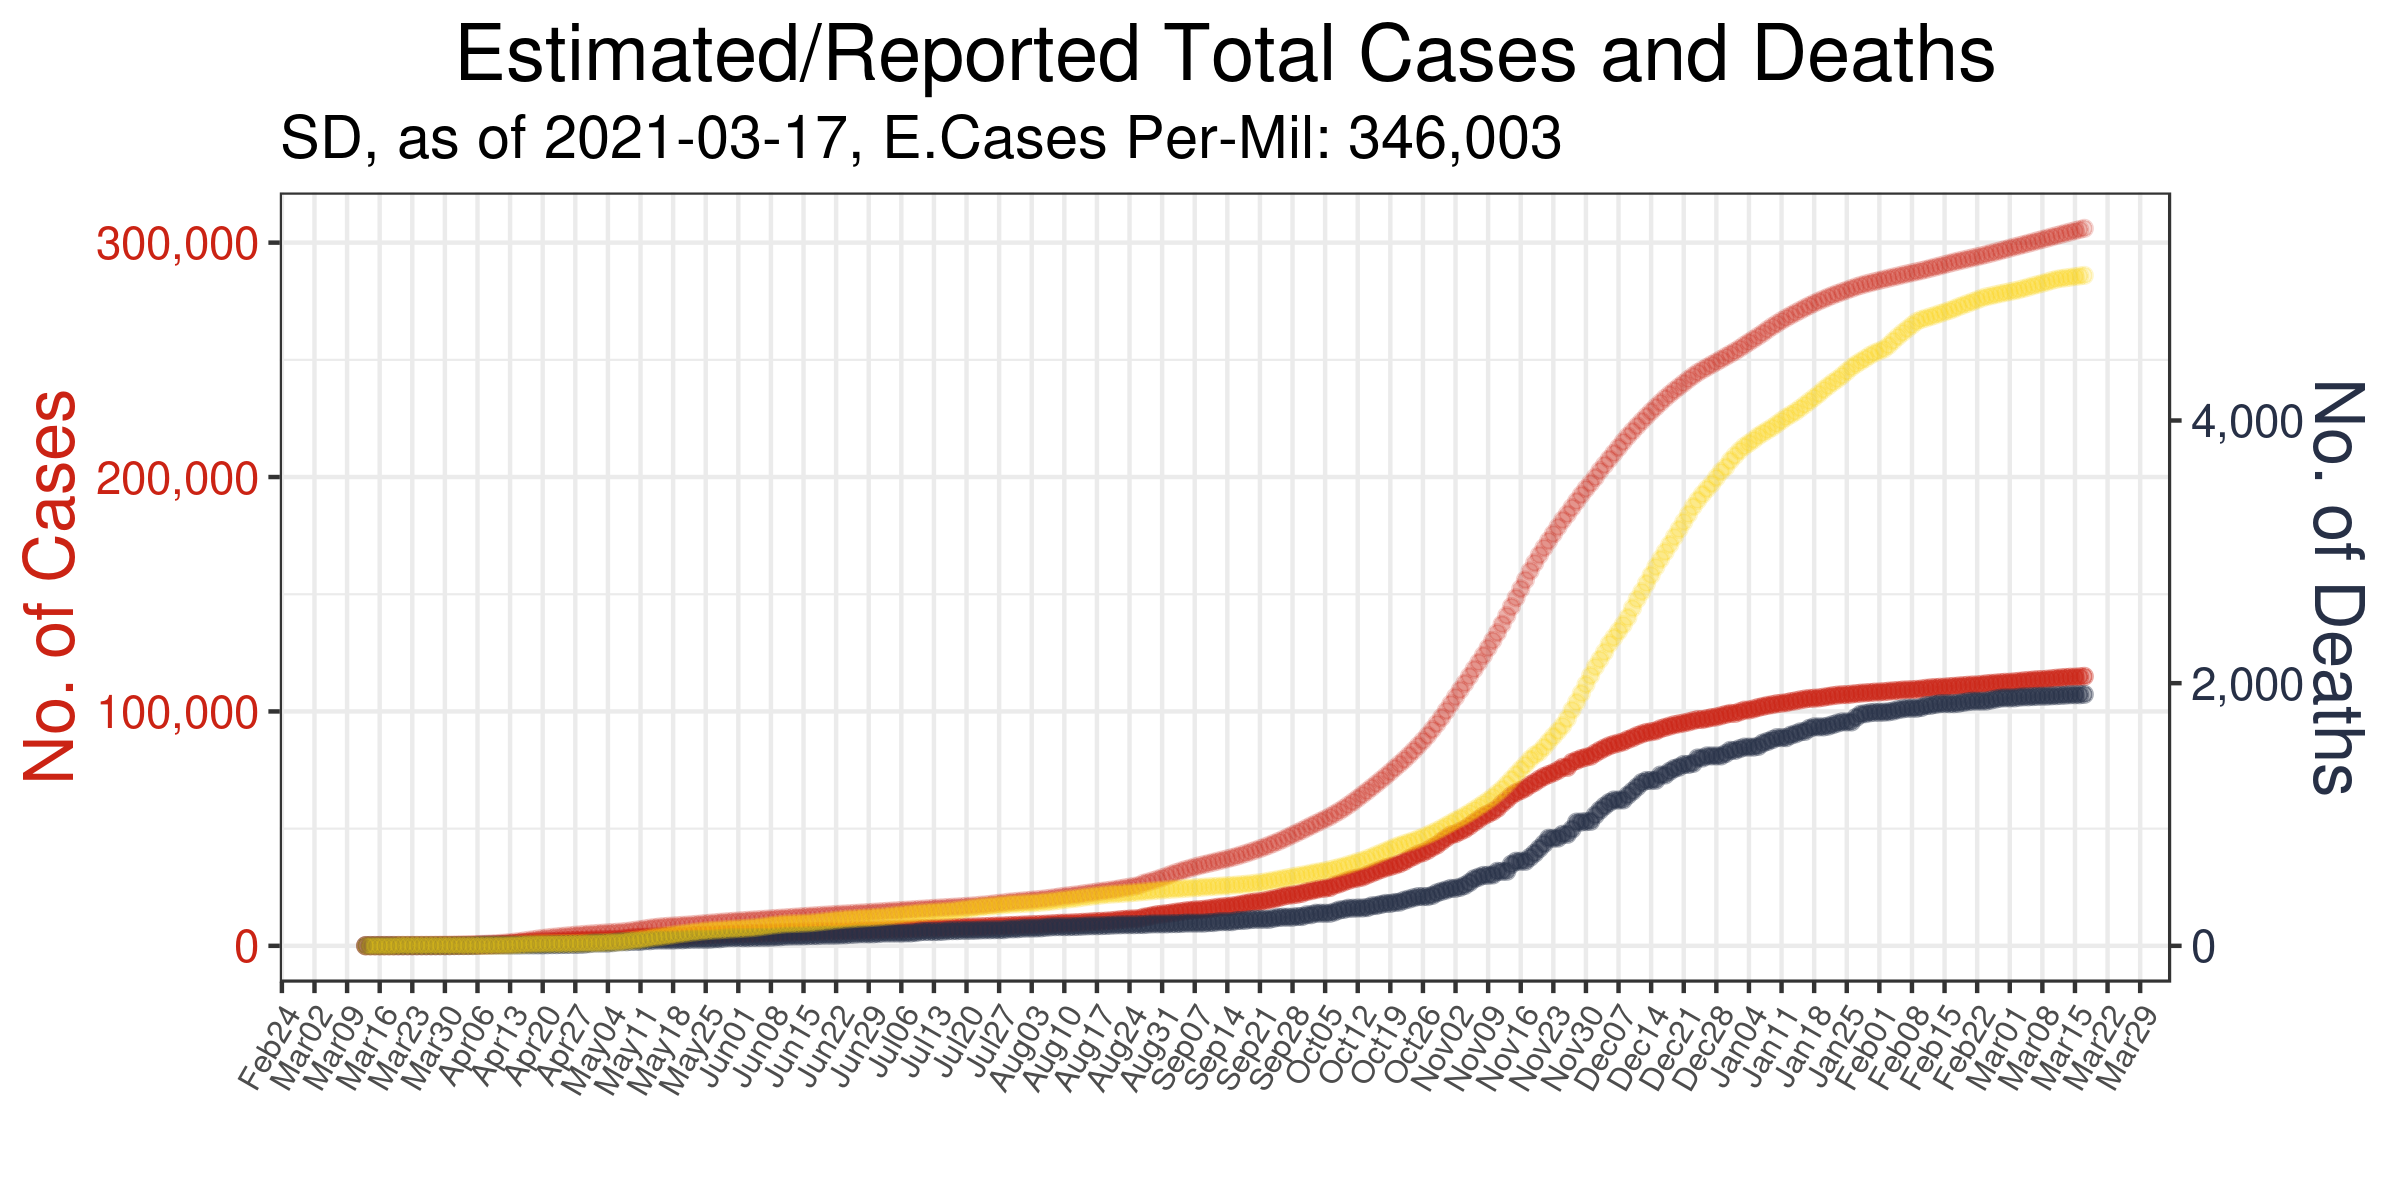 Estimated/Reported Total Cases and Deaths
SD, as of 2021-03-17, E.Cases Per-Mil: 346,003
No. of Cases
300,000
200,000
100,000
0
No. of Deaths
4,000
2,000
0
Feb24
Mar02
Mar09
Mar16
Mar23
Mar30
Apr06
Apr13
Apr20
Apr27
May04
May11
May18
May25
Jun01
Jun08
Jun15
Jun22
Jun29
Jul06
Jul13
Jul20
Jul27
Aug03
Aug10
Aug17
Aug24
Aug31
Sep07
Sep14
Sep21
Sep28
Oct05
Oct12
Oct19
Oct26
Nov02
Nov09
Nov16
Nov23
Nov30
Dec07
Dec14
Dec21
Dec28
Jan04
Jan11
Jan18
Jan25
Feb01
Feb08
Feb15
Feb22
Mar01
Mar08
Mar15
Mar22
Mar29